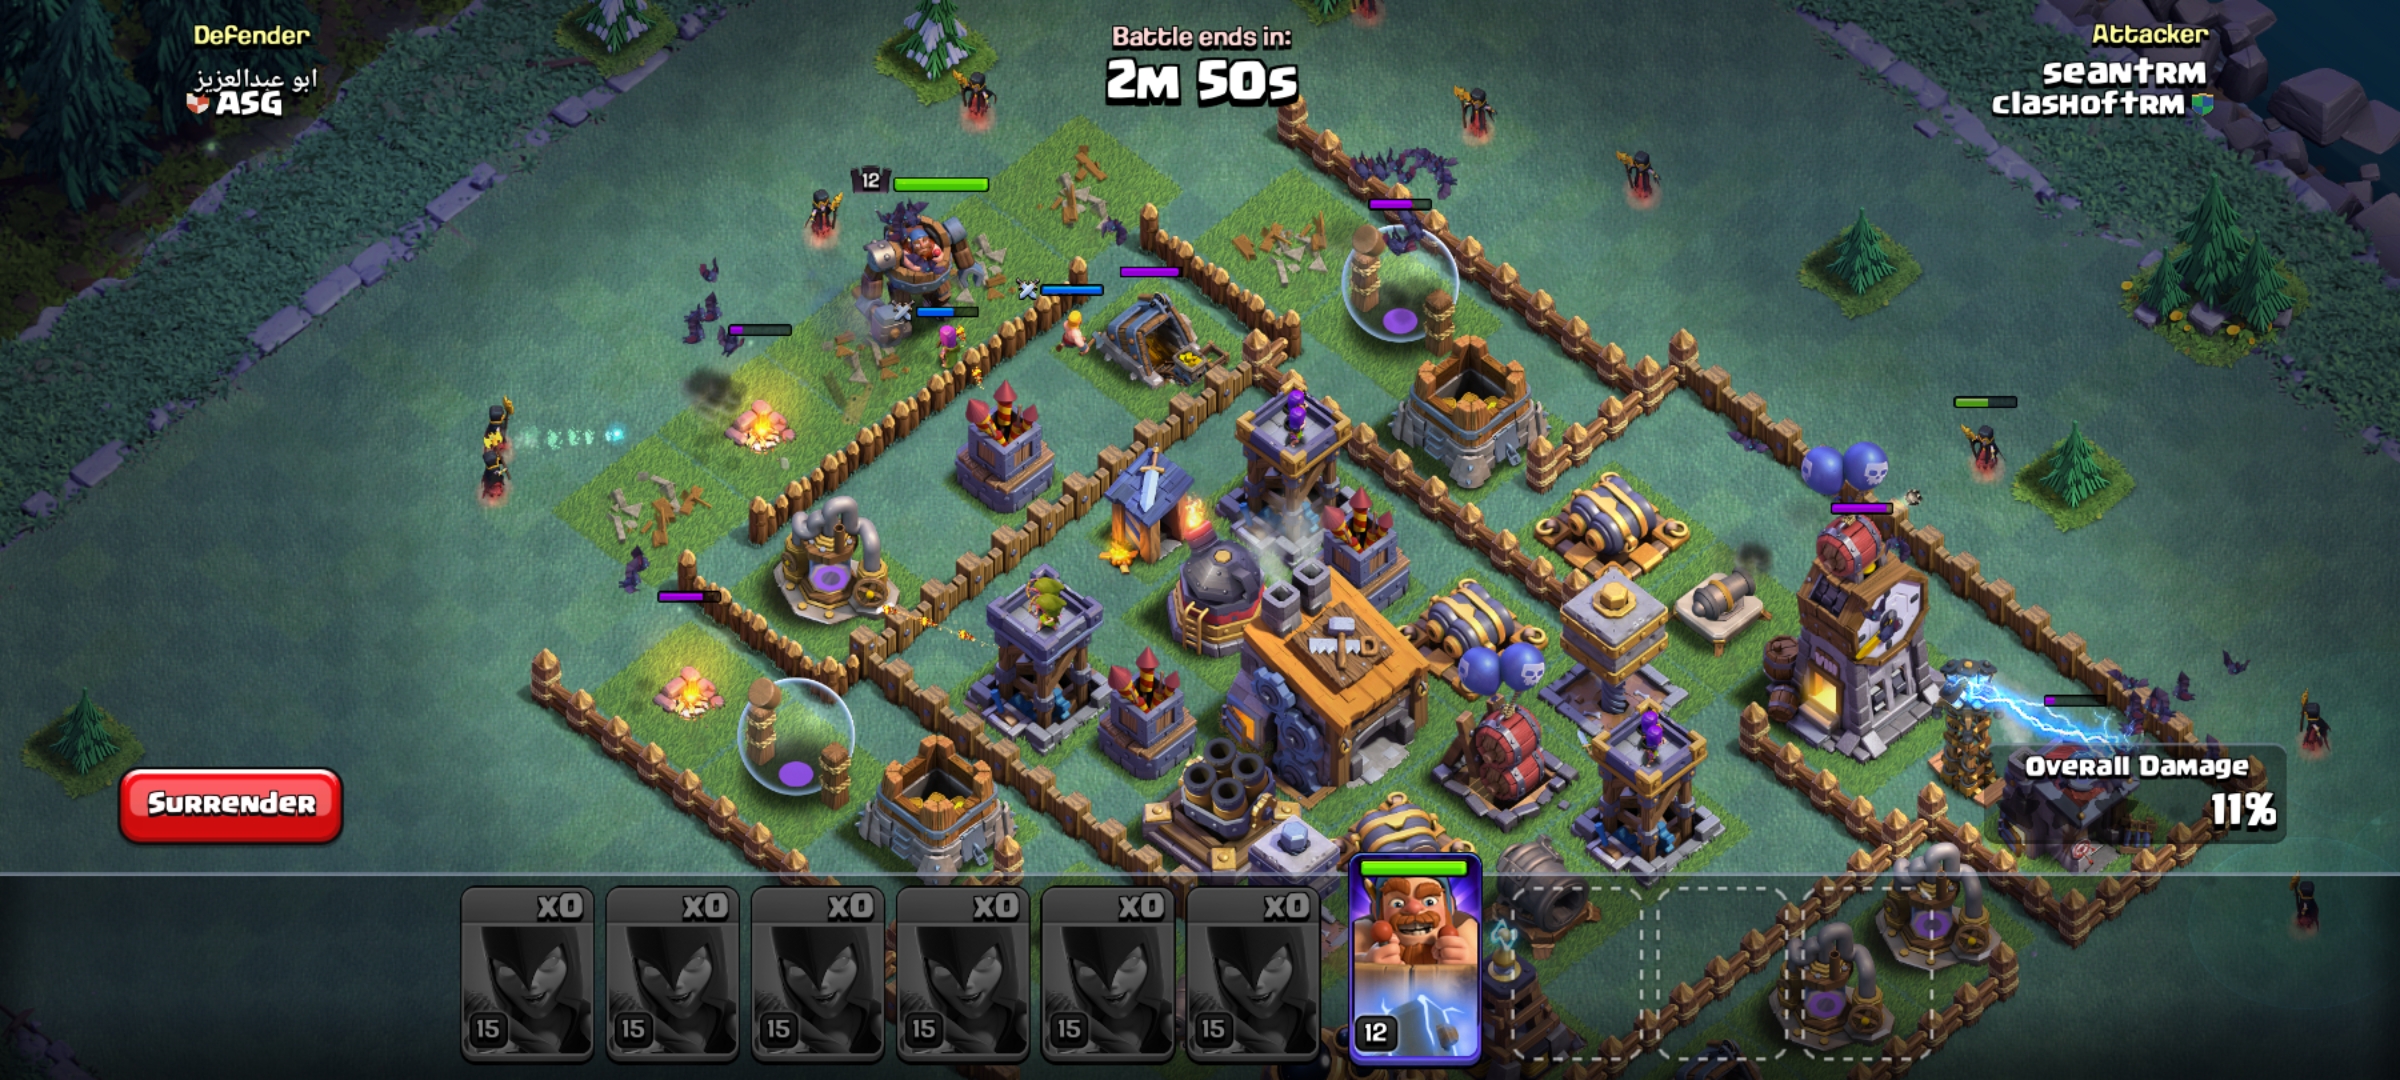 Defender
ابو عبدالعزيز
ASG
Battle ends in:
2m 50s
Attacker
seantrm
clashoftrm
12
Surrender
Overall Damage
11%
x0 x0 x0 x0 x0 x0
15 15 15 15 15 15 12